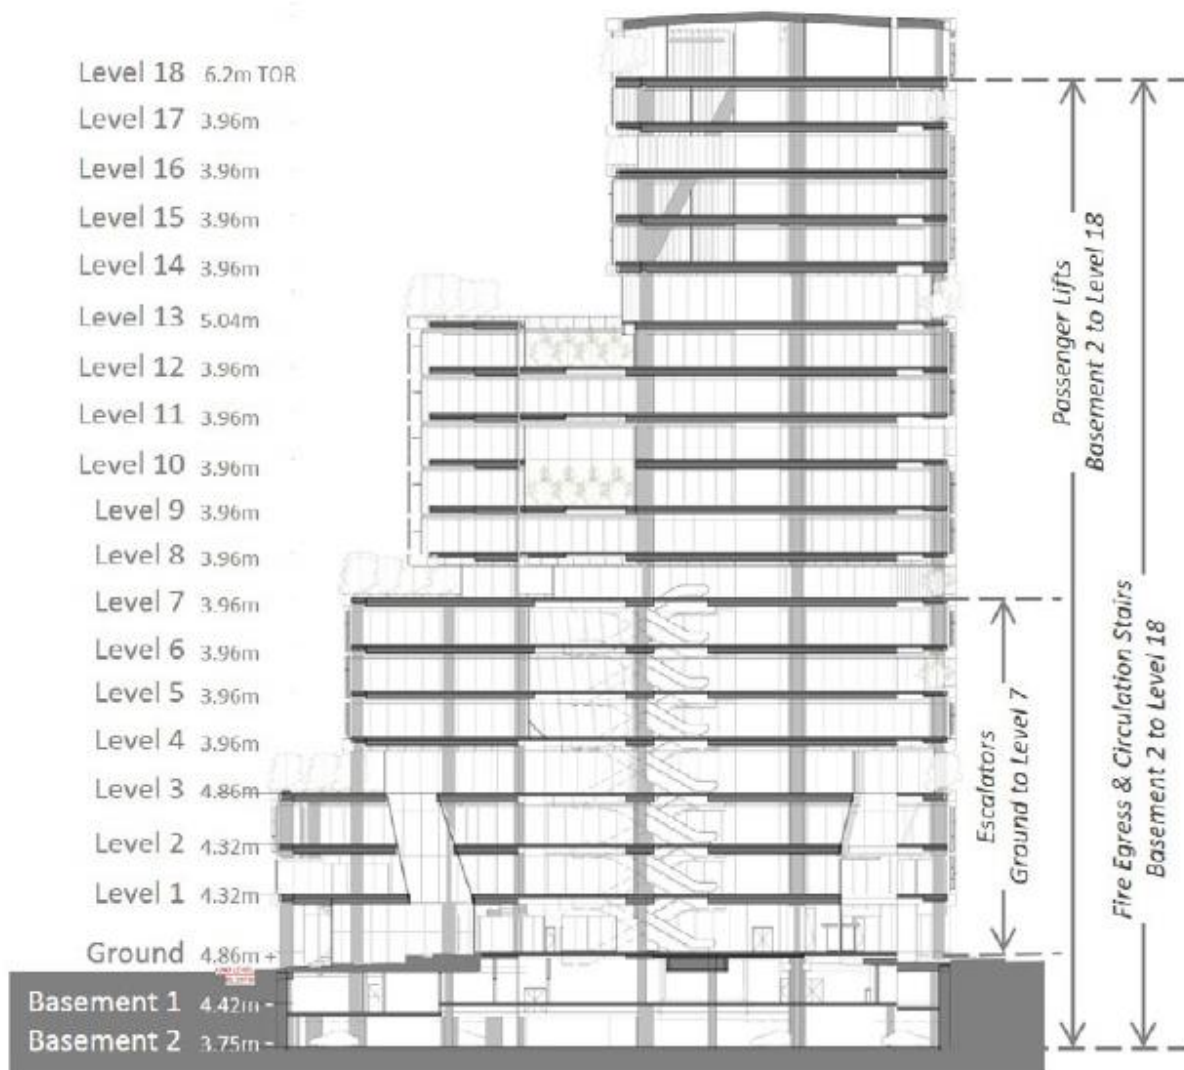 Level 18 6.2m TOR
Level 17 3.96m
Level 16 3.96m
Level 15 3.96m
Level 14 3.96m
Level 13 5.04m
Level 12 3.96m
Level 11 3.96m
Level 10 3.96m
Level 9 3.96m
Level 8 3.96m
Level 7 3.96m
Level 6 3.96m
Level 5 3.96m
Level 4 3.96m
Level 3 4.86m
Level 2 4.32m
Level 1 4.32m
Ground 4.86m +
Basement 1 4.42m
Basement 2 3.75m
Escalators
Ground to Level 7
Passenger Lifts
Basement 2 to Level 18
Fire Egress & Circulation Stairs
Basement 2 to Level 18